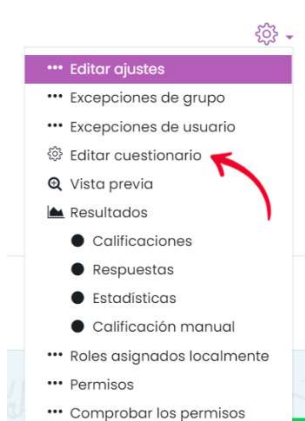 Editar ajustes
Excepciones de grupo
Excepciones de usuario
Editar cuestionario
Vista previa
Resultados
Calificaciones
Respuestas
Estadísticas
Calificación manual
Roles asignados localmente
Permisos
Comprobar los permisos